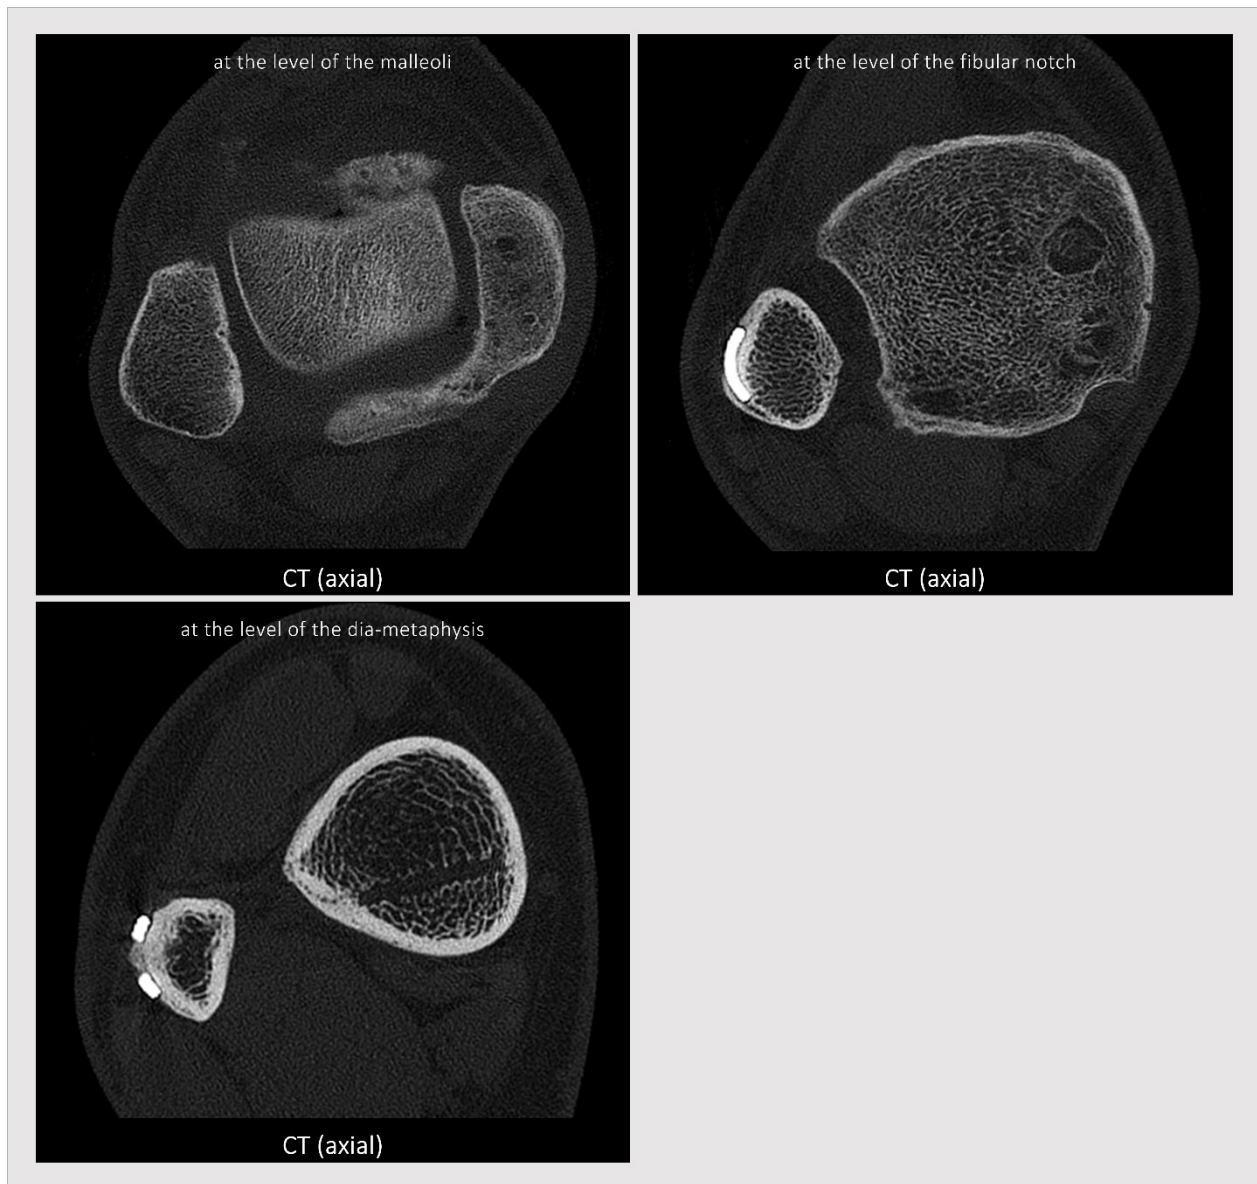 at the level of the malleoli
CT (axial)
at the level of the fibular notch
CT (axial)
at the level of the dia-metaphysis
CT (axial)